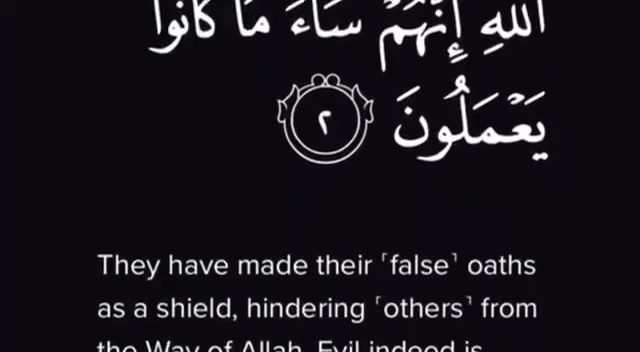 اللَّهِ إِنَّهُمْ سَاءَ مَا كَانُوا
يَعْمَلُونَ ٢
They have made their ˹false˺ oaths
as a shield, hindering ˹others˺ from
the Way of Allah. Evil indeed is